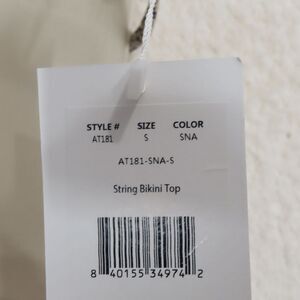 STYLE # SIZE COLOR
AT181 S SNA
AT181-SNA-S
String Bikini Top
8 40155 34974 2